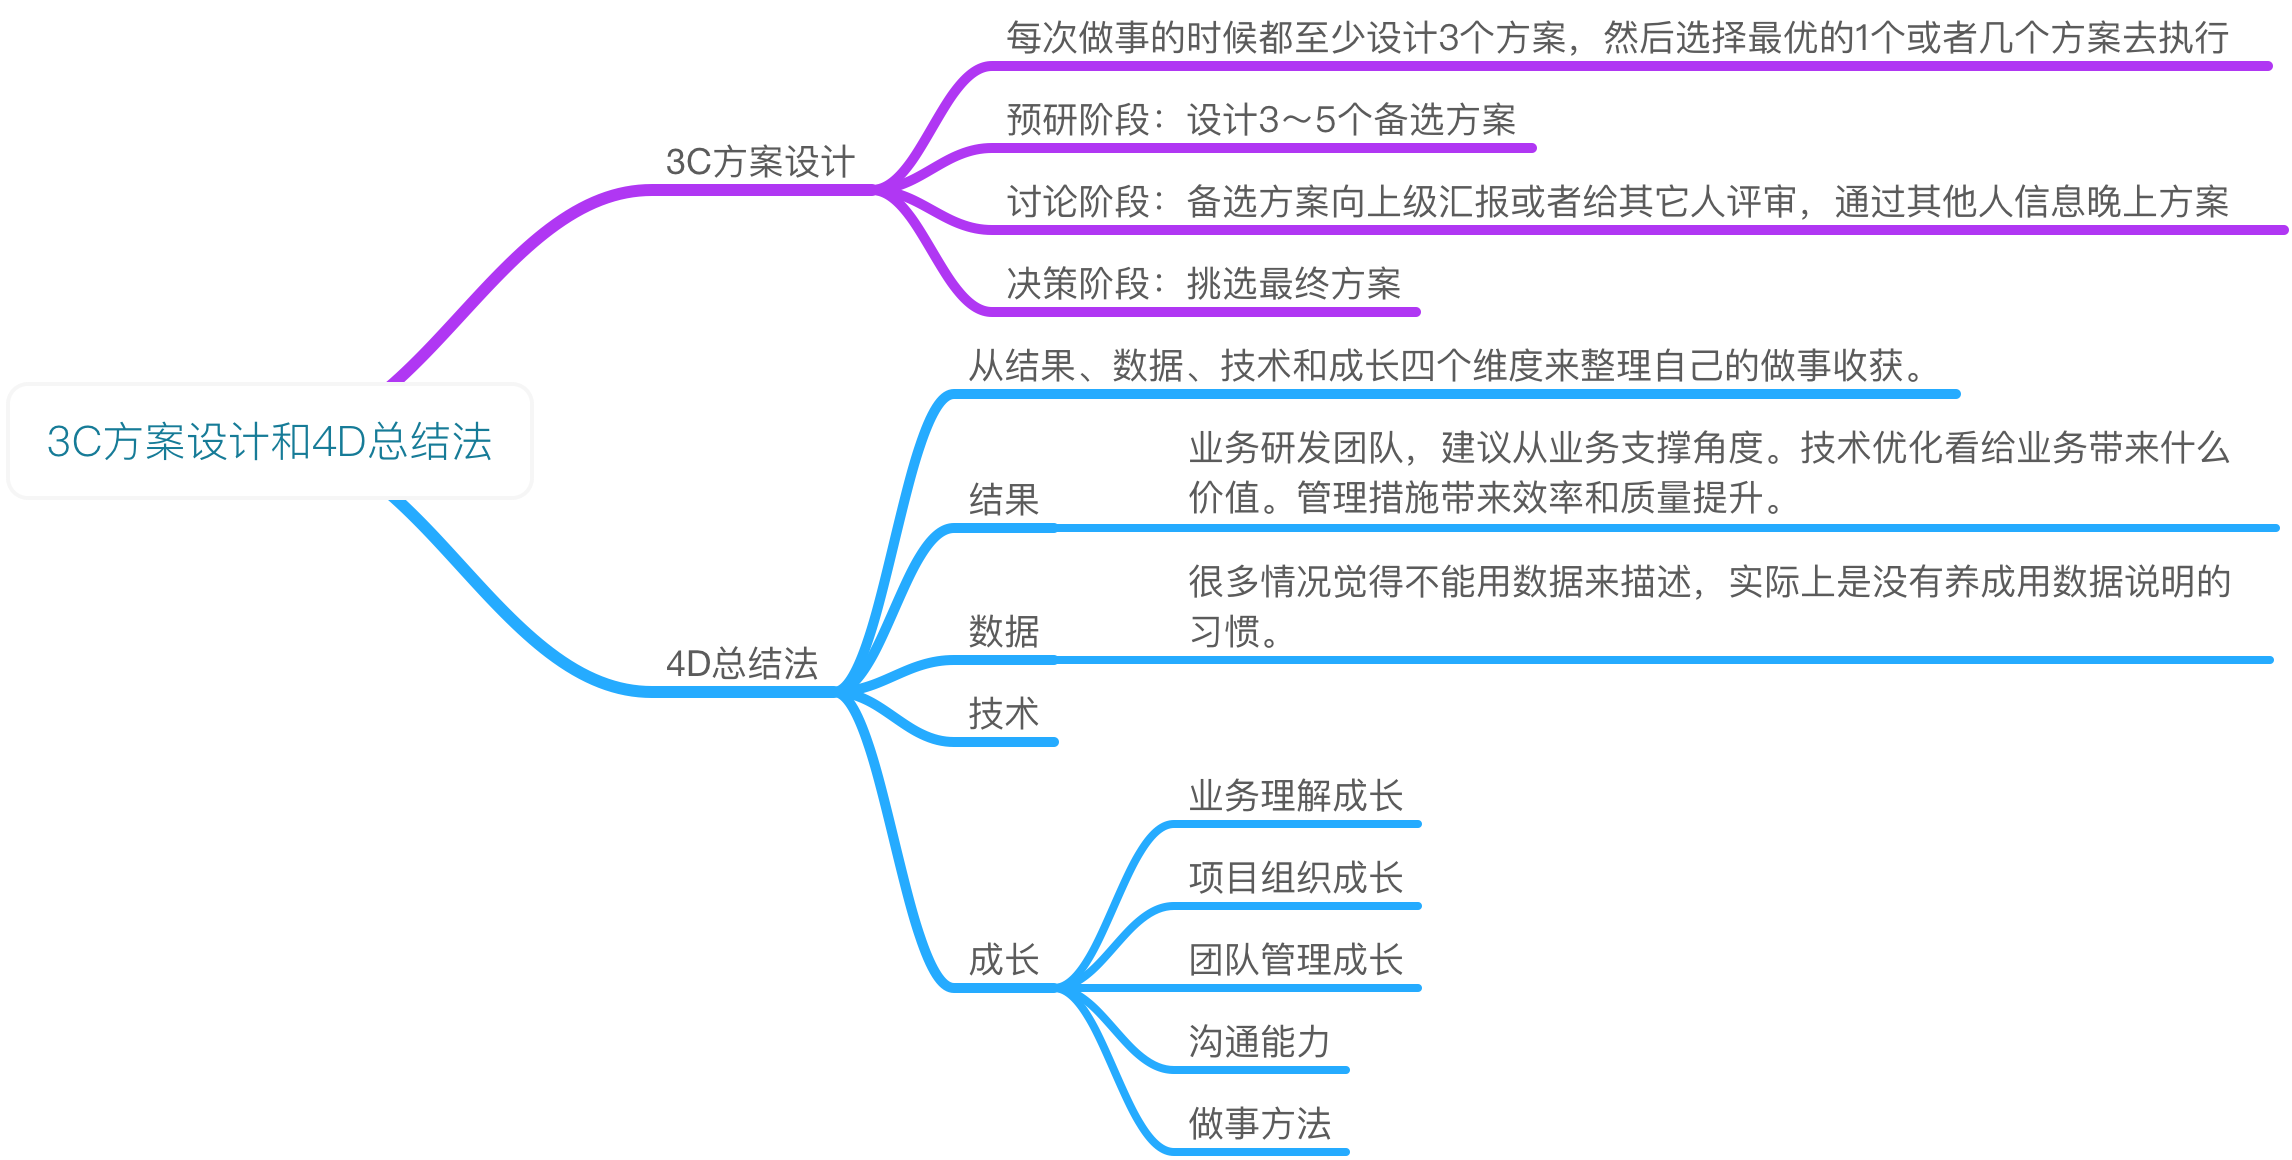 每次做事的时候都至少设计3个方案，然后选择最优的1个或者几个方案去执行
预研阶段：设计3～5个备选方案
3C方案设计
讨论阶段：备选方案向上级汇报或者给其它人评审，通过其他人信息晚上方案
决策阶段：挑选最终方案
3C方案设计和4D总结法
从结果、数据、技术和成长四个维度来整理自己的做事收获。
业务研发团队，建议从业务支撑角度。技术优化看给业务带来什么
价值。管理措施带来效率和质量提升。
结果
很多情况觉得不能用数据来描述，实际上是没有养成用数据说明的
习惯。
数据
4D总结法
技术
业务理解成长
项目组织成长
成长
团队管理成长
沟通能力
做事方法